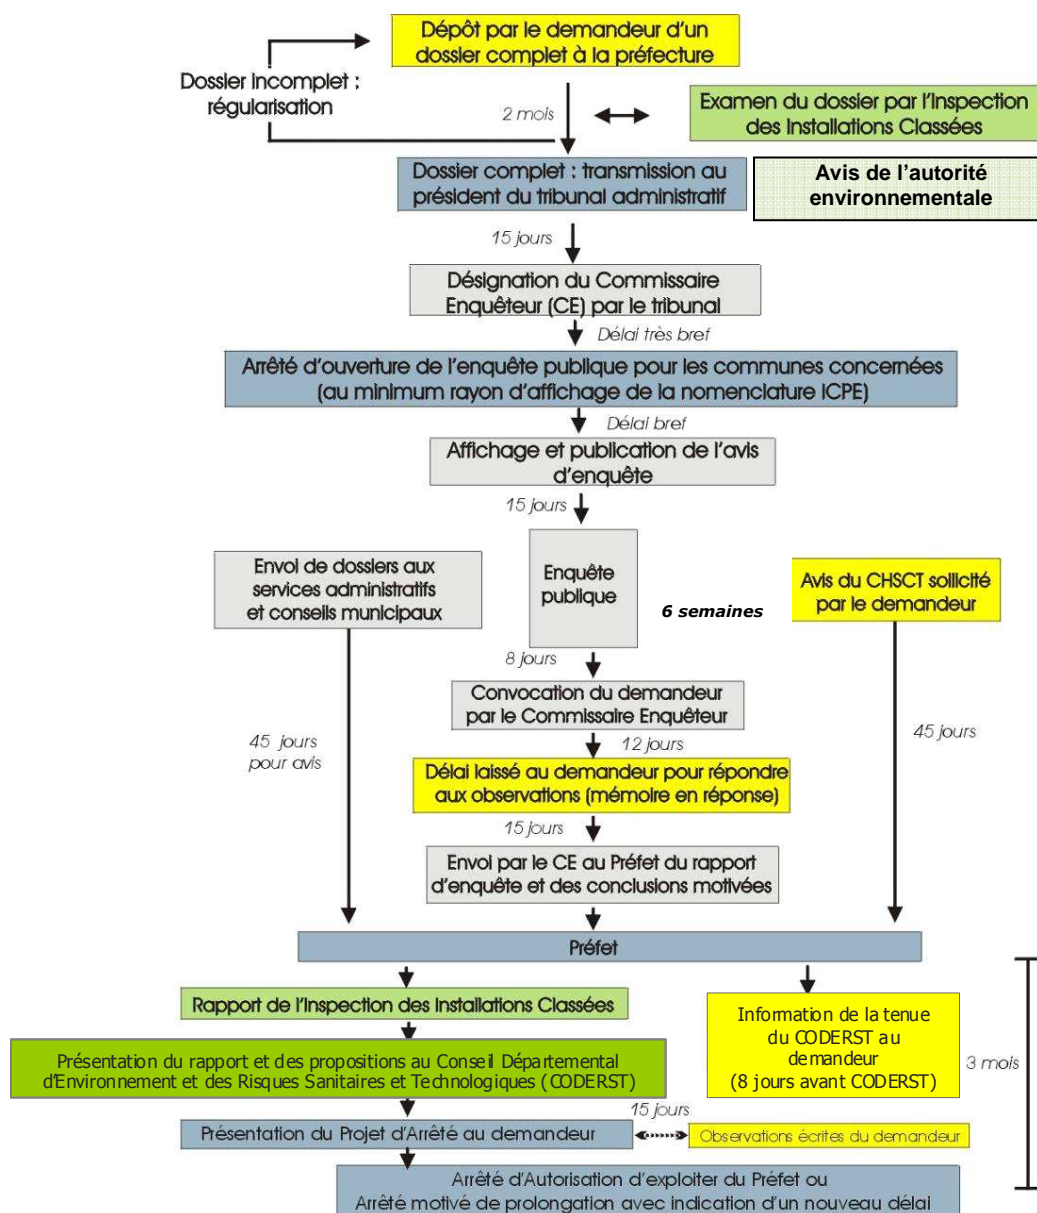 Dépôt par le demandeur d'un
dossier complet à la préfecture
Dossier incomplet :
régularisation
2 mois
Examen du dossier par l'Inspection
des Installations Classées
Dossier complet : transmission au
président du tribunal administratif
Avis de l'autorité
environnementale
15 jours
Désignation du Commissaire
Enquêteur (CE) par le tribunal
Délai très bref
Arrêté d'ouverture de l'enquête publique pour les communes concernées
(au minimum rayon d'affichage de la nomenclature ICPE)
Délai bref
Affichage et publication de l'avis
d'enquête
15 jours
Envoi de dossiers aux
services administratifs
et conseils municipaux
Enquête
publique
6 semaines
Avis du CHSCT sollicité
par le demandeur
8 jours
Convocation du demandeur
par le Commissaire Enquêteur
45 jours
pour avis
12 jours
45 jours
Délai laissé au demandeur pour répondre
aux observations (mémoire en réponse)
15 jours
Envoi par le CE au Préfet du rapport
d'enquête et des conclusions motivées
Préfet
Rapport de l'Inspection des Installations Classées
Information de la tenue
du CODERST au
demandeur
(8 jours avant CODERST)
3 mois
Présentation du rapport et des propositions au Conseil Départemental
d'Environnement et des Risques Sanitaires et Technologiques (CODERST)
15 jours
Présentation du Projet d'Arrêté au demandeur
Observations écrites du demandeur
Arrêté d'Autorisation d'exploiter du Préfet ou
Arrêté motivé de prolongation avec indication d'un nouveau délai